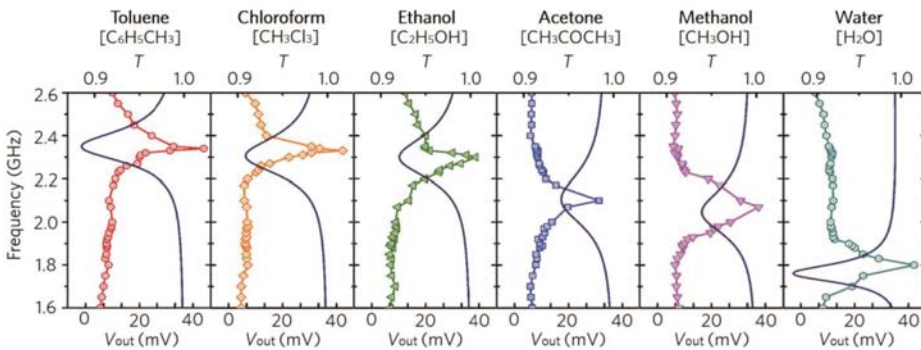 Toluene Chloroform Ethanol Acetone Methanol Water
[C6H5CH3] [CH3Cl3] [C2H5OH] [CH3COCH3] [CH3OH] [H2O]
T T T T T T
0.9 1.0 0.9 1.0 0.9 1.0 0.9 1.0 0.9 1.0 0.9 1.0
2.6
2.4
2.2
2.0
1.8
1.6
Frequency (GHz)
0 20 40 0 20 40 0 20 40 0 20 40 0 20 40 0 20 40
Vout (mV) Vout (mV) Vout (mV) Vout (mV) Vout (mV) Vout (mV)